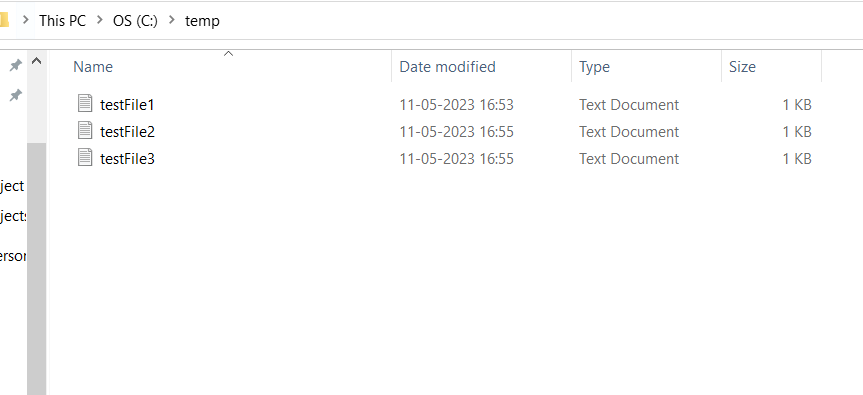 This PC > OS (C:) > temp
Name Date modified Type Size
testFile1 11-05-2023 16:53 Text Document 1 KB
testFile2 11-05-2023 16:55 Text Document 1 KB
testFile3 11-05-2023 16:55 Text Document 1 KB
ject
jects
erson